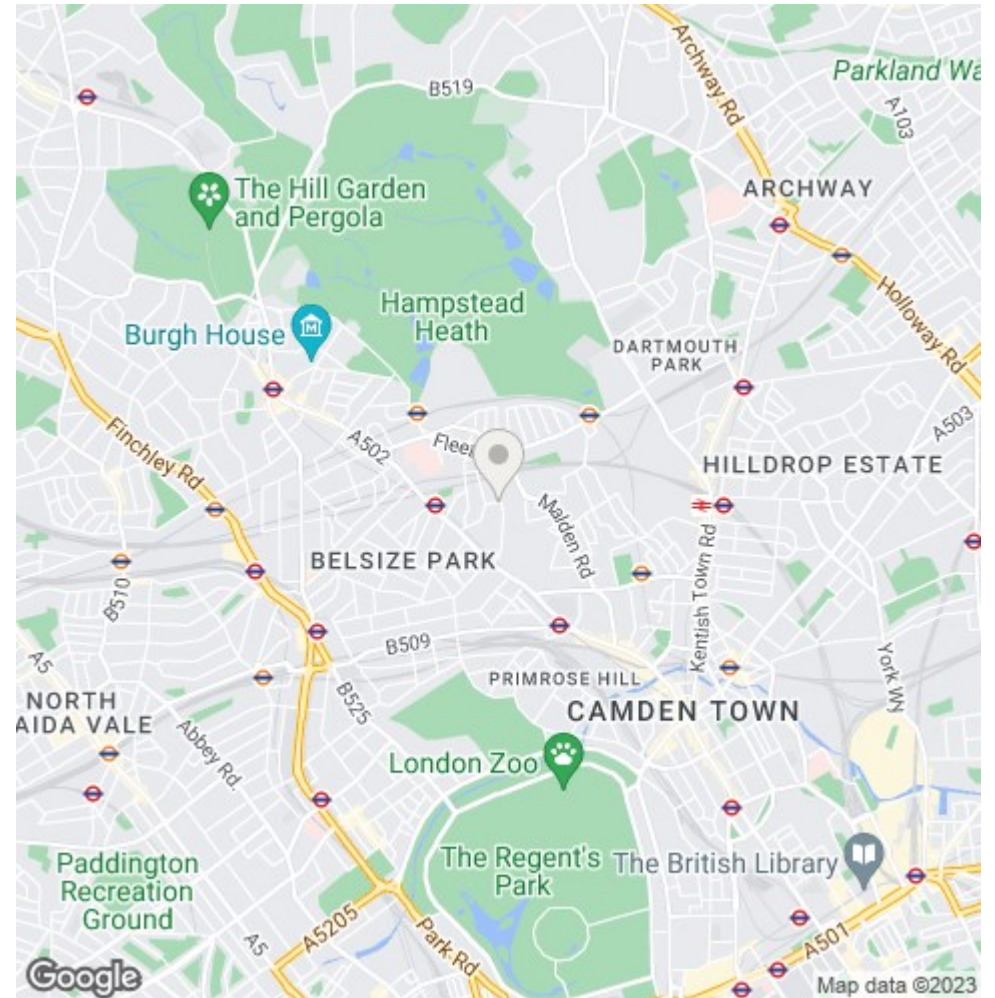 Archway Rd
Parkland Wa
B519
A103
The Hill Garden
and Pergola
ARCHWAY
Hampstead
Heath
Holloway Rd
Burgh House
DARTMOUTH
PARK
A503
A502
Flee
Finchley Rd
HILLDROP ESTATE
Malden Rd
BELSIZE PARK
Kentish Town Rd
B510
B509
A5
PRIMROSE HILL
York Wy
NORTH
AIDA VALE
B525
CAMDEN TOWN
Abbey Rd.
London Zoo
The Regent's
Park
The British Library
Paddington
Recreation
Ground
A5205
Park Rd
A5
A501
Google
Map data ©2023